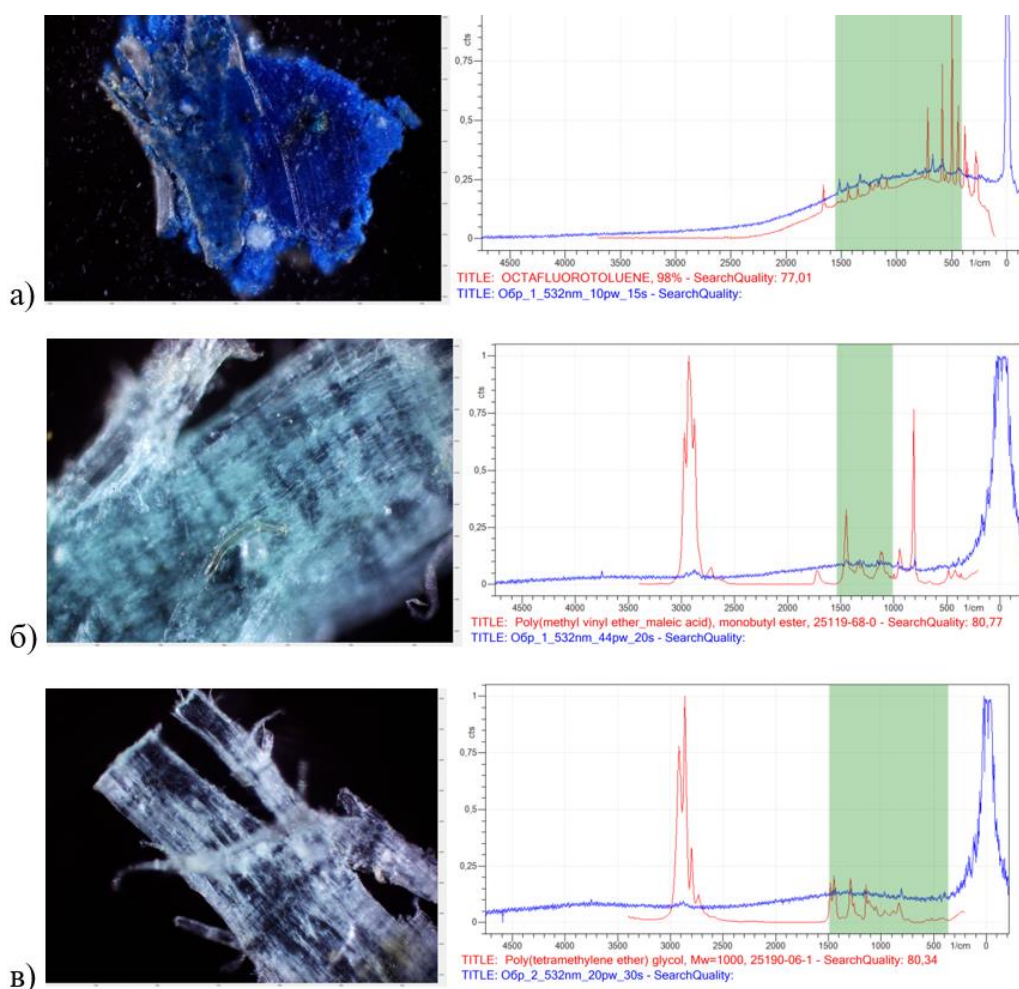 а)
cts
0,75
0,5
0,25
0
4500 4000 3500 3000 2500 2000 1500 1000 1/cm 0
TITLE: OCTAFLUOROTOLUENE, 98% - SearchQuality: 77,01
TITLE: Обр_1_532nm_10pw_15s - SearchQuality:
б)
cts
1
0,75
0,5
0,25
0
4500 4000 3500 3000 2500 2000 1500 1000 500 1/cm 0
TITLE: Poly(methyl vinyl ether_maleic acid), monobutyl ester, 25119-68-0 - SearchQuality: 80,77
TITLE: Обр_1_532nm_44pw_20s - SearchQuality:
в)
cts
1
0,75
0,5
0,25
0
4500 4000 3500 3000 2500 2000 1500 1000 500 1/cm 0
TITLE: Poly(tetramethylene ether) glycol, Mw=1000, 25190-06-1 - SearchQuality: 80,34
TITLE: Обр_2_532nm_20pw_30s - SearchQuality: